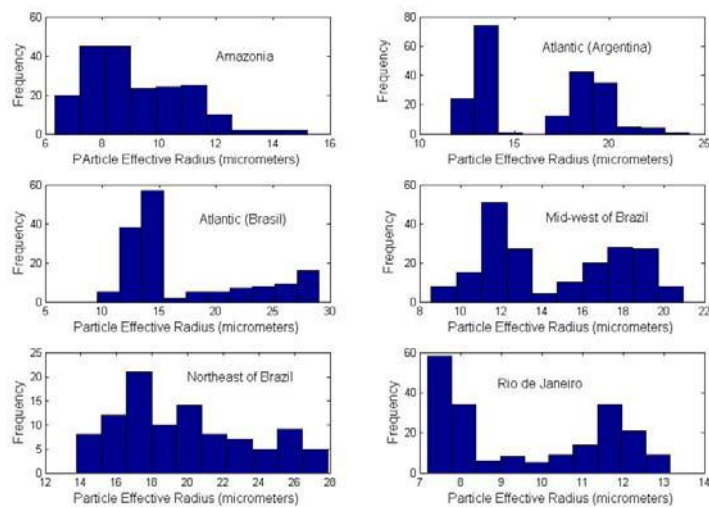 60
40
20
0
Frequency
Amazonia
6 8 10 12 14 16
PArticle Effective Radius (micrometers)
80
60
40
20
0
Frequency
Atlantic (Argentina)
10 15 20 25
Particle Effective Radius (micrometers)
60
40
20
0
Frequency
Atlantic (Brasil)
5 10 15 20 25 30
Particle Effective Radius (micrometers)
60
40
20
0
Frequency
Mid-west of Brazil
8 10 12 14 16 18 20 22
Particle Effective Radius (micrometers)
25
20
15
10
5
0
Frequency
Northeast of Brazil
12 14 16 18 20 22 24 26 28
Particle Effective Radius (micrometers)
60
40
20
0
Frequency
Rio de Janeiro
7 8 9 10 11 12 13 14
Particle Effective Radius (micrometers)